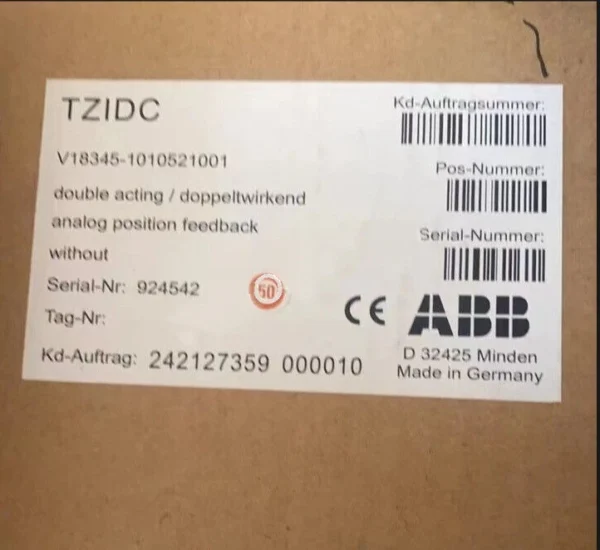 TZIDC
V18345-1010521001
double acting / doppeltwirkend
analog position feedback
without
Serial-Nr: 924542
Tag-Nr:
Kd-Auftrag: 242127359 000010
50
Kd-Auftragsummer:
Pos-Nummer:
Serial-Nummer:
CE ABB
D 32425 Minden
Made in Germany